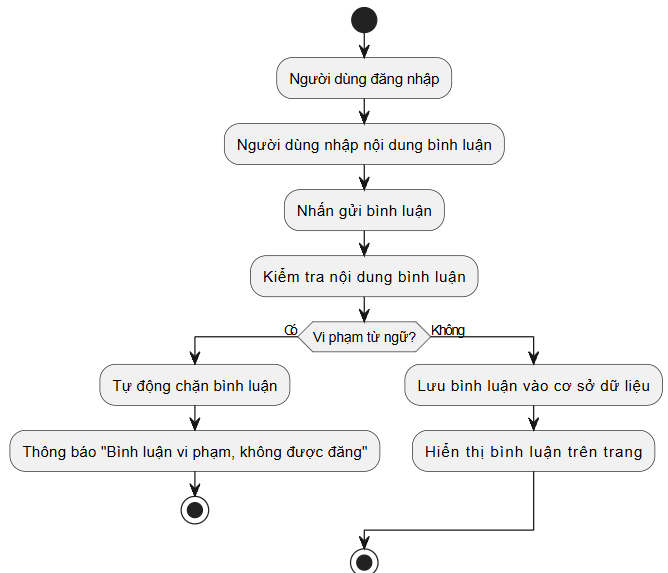 Người dùng đăng nhập
Người dùng nhập nội dung bình luận
Nhấn gửi bình luận
Kiểm tra nội dung bình luận
Có
Vi phạm từ ngữ?
Không
Tự động chặn bình luận
Lưu bình luận vào cơ sở dữ liệu
Thông báo "Bình luận vi phạm, không được đăng"
Hiển thị bình luận trên trang